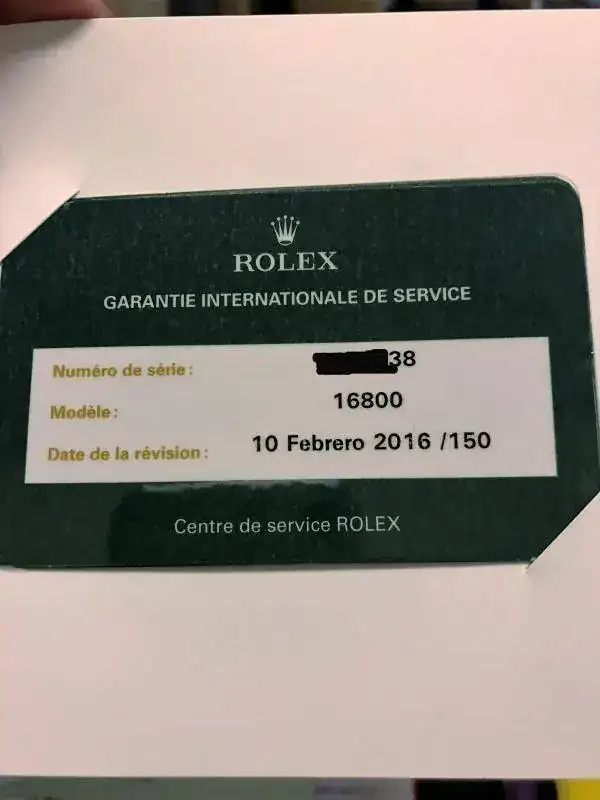 ROLEX
GARANTIE INTERNATIONALE DE SERVICE
Numéro de série: 38
Modèle: 16800
Date de la révision: 10 Febrero 2016 /150
Centre de service ROLEX